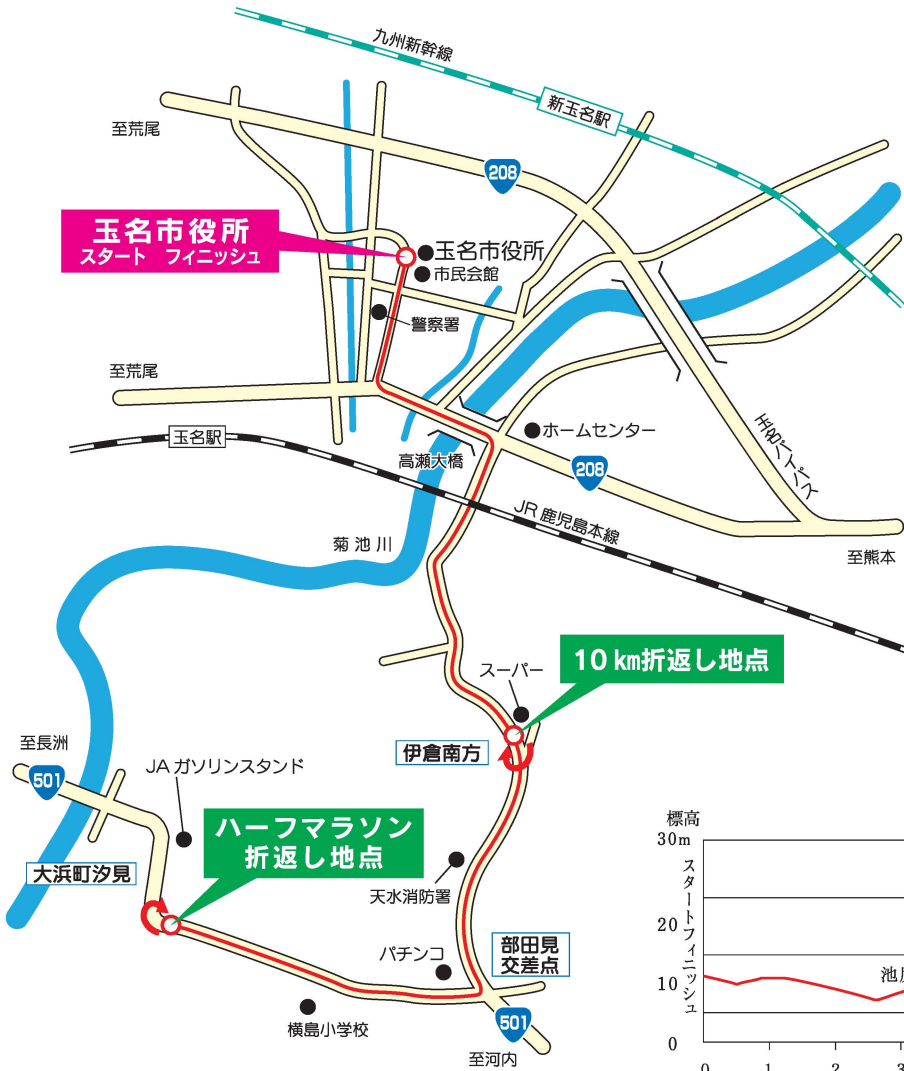 九州新幹線
新玉名駅
至荒尾
208
玉名市役所
スタート フィニッシュ
玉名市役所
市民会館
警察署
至荒尾
玉名駅
高瀬大橋
ホームセンター
208
玉名バイパス
JR 鹿児島本線
至熊本
菊池川
10 km折返し地点
スーパー
伊倉南方
至長洲
501
JA ガソリンスタンド
ハーフマラソン
折返し地点
大浜町汐見
天水消防署
パチンコ
部田見
交差点
横島小学校
501
至河内
標高
30m
スタートフィニッシュ
20
10
0
0 1 2 3